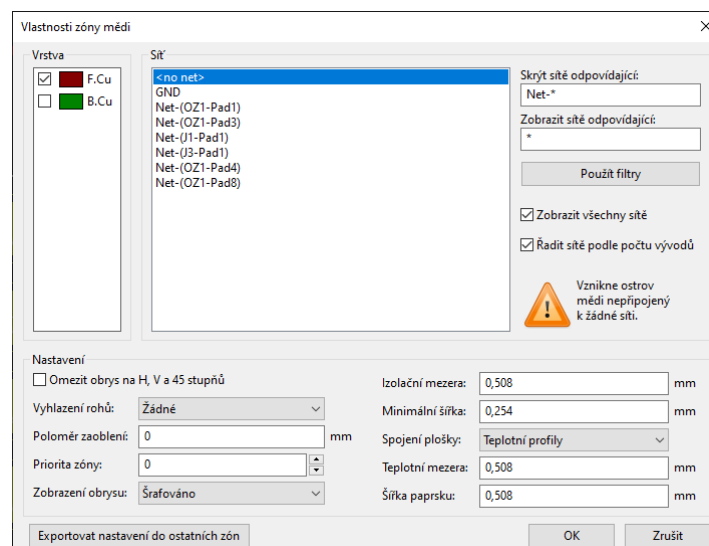 Vlastnosti zóny mědi
Vrstva
F.Cu
B.Cu
Síť
<no net>
GND
Net-(OZ1-Pad1)
Net-(OZ1-Pad3)
Net-(J1-Pad1)
Net-(J3-Pad1)
Net-(OZ1-Pad4)
Net-(OZ1-Pad8)
Skrýt sítě odpovídající:
Net-*
Zobrazit sítě odpovídající:
*
Použít filtry
Zobrazit všechny sítě
Řadit sítě podle počtu vývodů
Vznikne ostrov
mědi nepřipojený
k žádné síti.
Nastavení
Omezit obrys na H, V a 45 stupňů
Vyhlazení rohů: Žádné
Poloměr zaoblení: 0 mm
Priorita zóny: 0
Zobrazení obrysu: Šrafováno
Izolační mezera: 0,508 mm
Minimální šířka: 0,254 mm
Spojení plošky: Teplotní profily
Teplotní mezera: 0,508 mm
Šířka paprsku: 0,508 mm
Exportovat nastavení do ostatních zón
OK
Zrušit